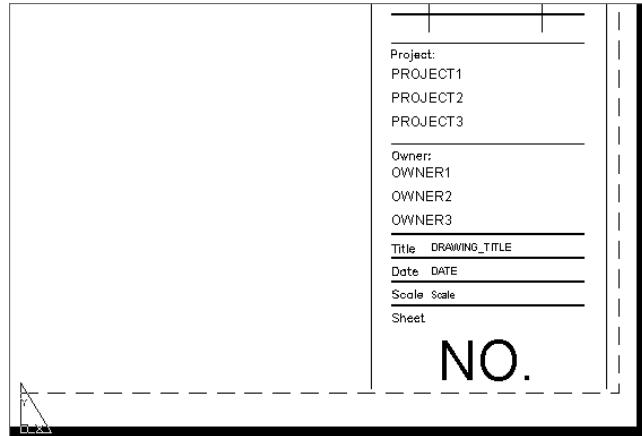 Project:
PROJECT1
PROJECT2
PROJECT3
Owner:
OWNER1
OWNER2
OWNER3
Title DRAWING_TITLE
Date DATE
Scale Scale
Sheet
NO.
Y
X